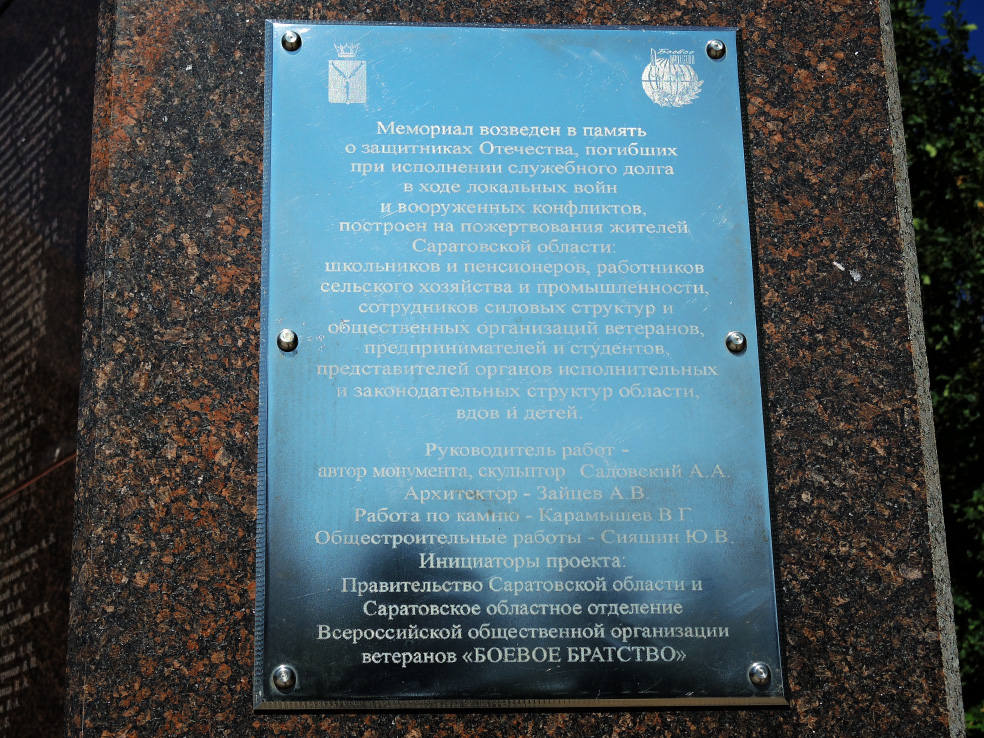 Боевое
Мемориал возведен в память
о защитниках Отечества, погибших
при исполнении служебного долга
в ходе локальных войн
и вооруженных конфликтов,
построен на пожертвования жителей
Саратовской области:
школьников и пенсионеров, работников
сельского хозяйства и промышленности,
сотрудников силовых структур и
общественных организаций ветеранов,
предпринимателей и студентов,
представителей органов исполнительных
и законодательных структур области,
вдов и детей.
Руководитель работ -
автор монумента, скульптор Садовский А.А.
Архитектор - Зайцев А.В.
Работа по камню - Карамышев В Г
Общестроительные работы - Сияшин Ю.В.
Инициаторы проекта:
Правительство Саратовской области и
Саратовское областное отделение
Всероссийской общественной организации
ветеранов «БОЕВОЕ БРАТСТВО»